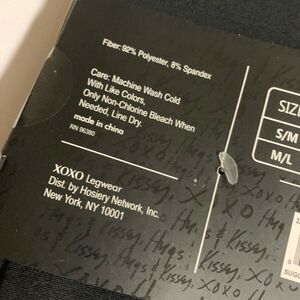 Fiber: 92% Polyester, 8% Spandex
Care: Machine Wash Cold
With Like Colors,
Only Non-Chlorine Bleach When
Needed, Line Dry.
made in china
RN 96380
XOXO Legwear
Dist. by Hosiery Network, Inc.
New York, NY 10001
SIZE
S/M
M/L